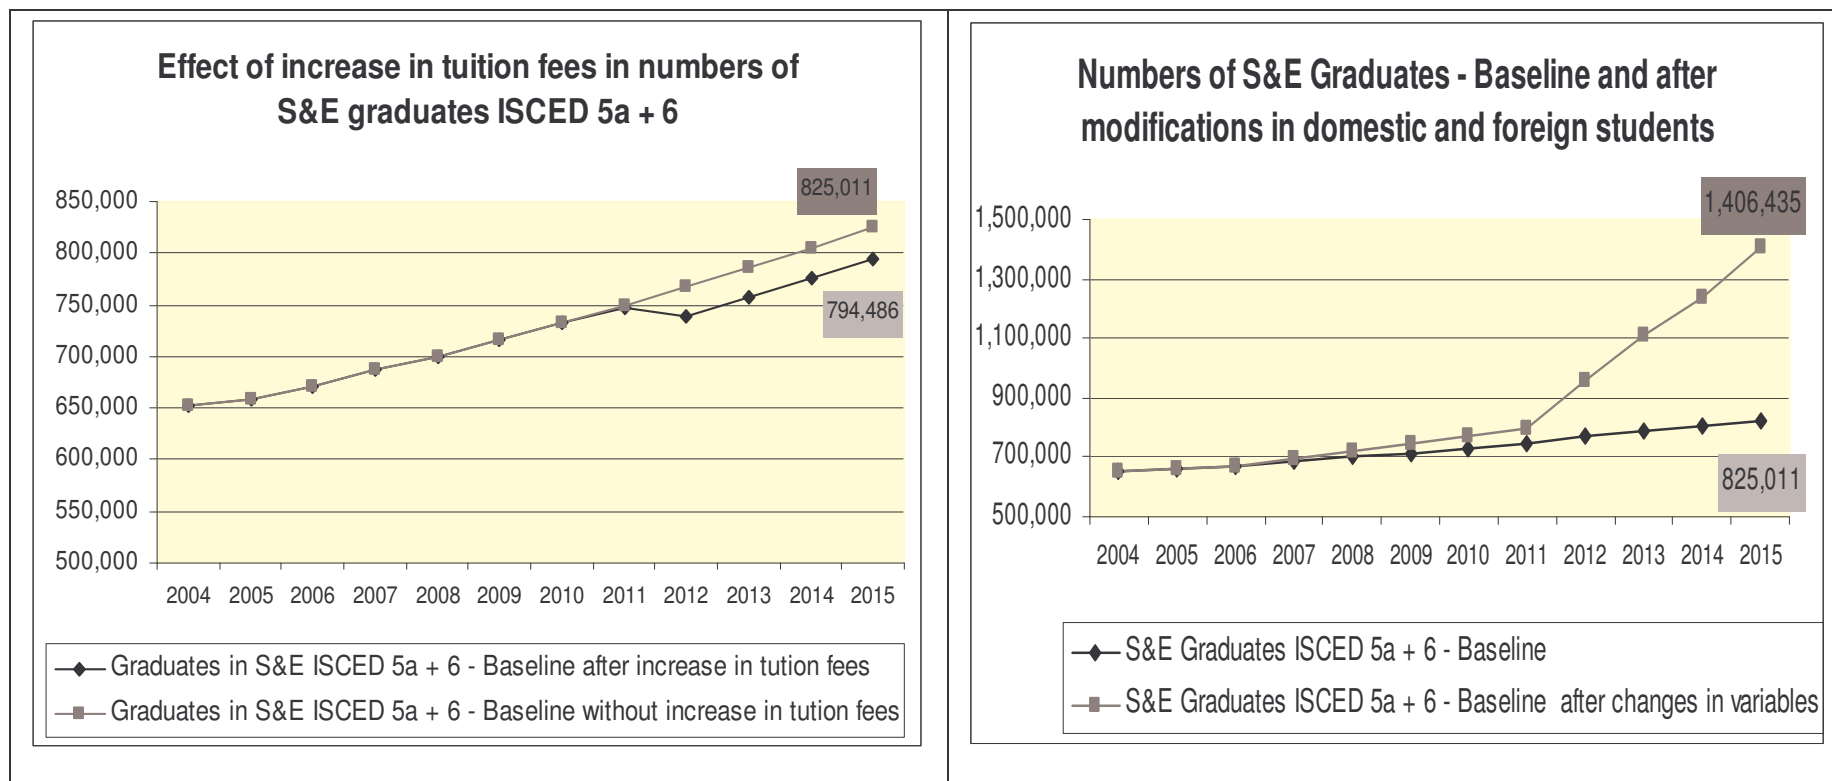 Effect of increase in tuition fees in numbers of
S&E graduates ISCED 5a + 6
825,011
850,000
800,000
750,000
794,486
700,000
650,000
600,000
550,000
500,000
2004 2005 2006 2007 2008 2009 2010 2011 2012 2013 2014 2015
Graduates in S&E ISCED 5a + 6 - Baseline after increase in tution fees
Graduates in S&E ISCED 5a + 6 - Baseline without increase in tution fees
Numbers of S&E Graduates - Baseline and after
modifications in domestic and foreign students
1,406,435
1,500,000
1,300,000
1,100,000
900,000
700,000
825,011
500,000
2004 2005 2006 2007 2008 2009 2010 2011 2012 2013 2014 2015
S&E Graduates ISCED 5a + 6 - Baseline
S&E Graduates ISCED 5a + 6 - Baseline after changes in variables